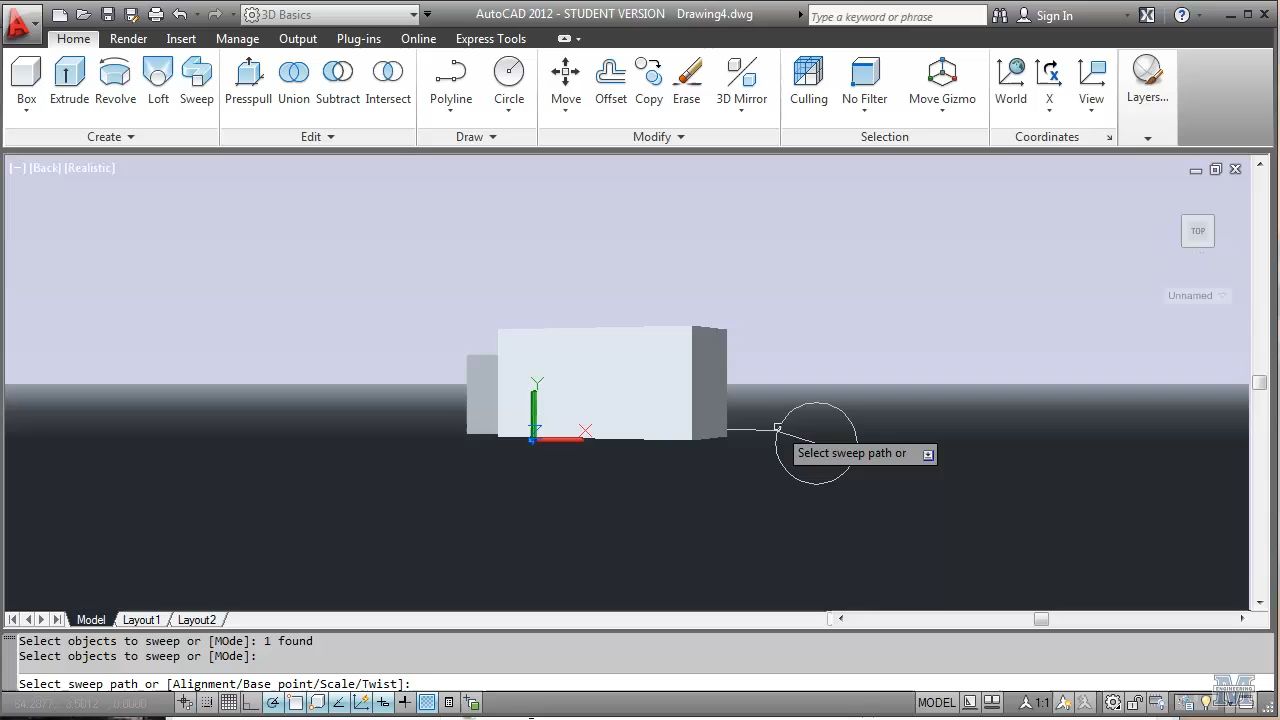 3D Basics AutoCAD 2012 - STUDENT VERSION Drawing4.dwg Type a keyword or phrase Sign In
Home Render Insert Manage Output Plug-ins Online Express Tools
Box Extrude Revolve Loft Sweep Presspull Union Subtract Intersect Polyline Circle Move Offset Copy Erase 3D Mirror Culling No Filter Move Gizmo World X View Layers...
Create Edit Draw Modify Selection Coordinates
[−] [Back] [Realistic]
TOP
Unnamed
Y
Z
X
Select sweep path or
Model Layout1 Layout2
Select objects to sweep or [MOde]: 1 found
Select objects to sweep or [MOde]:
Select sweep path or [Alignment/Base point/Scale/Twist]:
MODEL 1:1
ENGINEERING